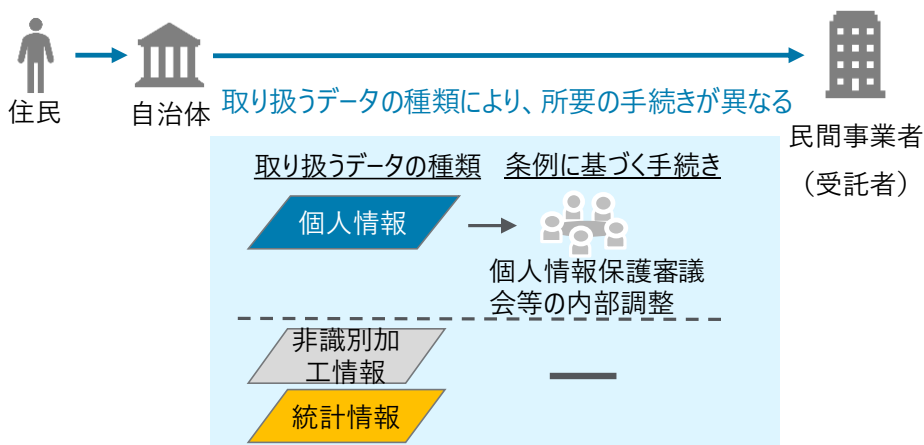 住民
自治体
取り扱うデータの種類により、所要の手続きが異なる
民間事業者
（受託者）
取り扱うデータの種類
条例に基づく手続き
個人情報
個人情報保護審議
会等の内部調整
非識別加
工情報
統計情報